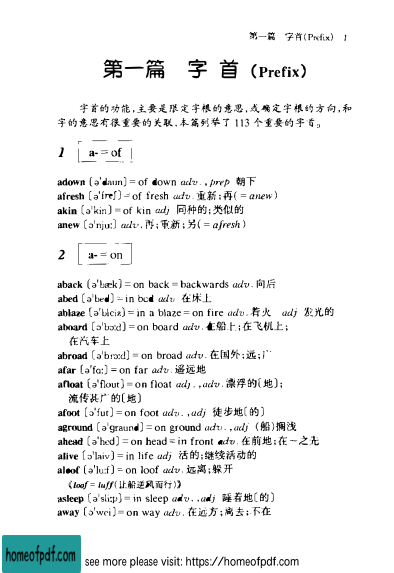 第一篇 字首(Prefix) 1
第一篇 字 首 (Prefix)
字首的功能,主要是限定字根的意思,或确定字根的方向,和
字的意思有很重要的关联,本篇列举了 113 个重要的字首。
1 a- = of
adown [ə'daun] = of down adv., prep 朝下
afresh [ə'freʃ] = of fresh adv. 重新;再( = anew)
akin [ə'kin] = of kin adj 同种的;类似的
anew [ə'nju:] adv. 再;重新;另( = afresh)
2 a- = on
aback [ə'bæk] = on back = backwards adv. 向后
abed [ə'bed] = in bed adv 在床上
ablaze [ə'bleiz] = in a blaze = on fire adv. 着火 adj 发光的
aboard [ə'bɔ:d] = on board adv. 在船上;在飞机上;
在汽车上
abroad [ə'brɔ:d] = on broad adv. 在国外;远;广
afar [ə'fɑ:] = on far adv. 遥远地
afloat [ə'flout] = on float adj., adv. 漂浮的(地);
流传甚广的(地)
afoot [ə'fut] = on foot adv., adj 徒步地(的)
aground [ə'graund] = on ground adv., adj (船)搁浅
ahead [ə'hed] = on head = in front adv. 在前地;在~之先
alive [ə'laiv] = in life adj 活的;继续活动的
aloof [ə'lu:f] = on loof adv. 远离;躲开
《loof = luff(让船逆风而行)》
asleep [ə'sli:p] = in sleep adv., adj 睡着地(的)
away [ə'wei] = on way adv. 在远方;离去;不在
homeofpdf.com
see more please visit: https://homeofpdf.com